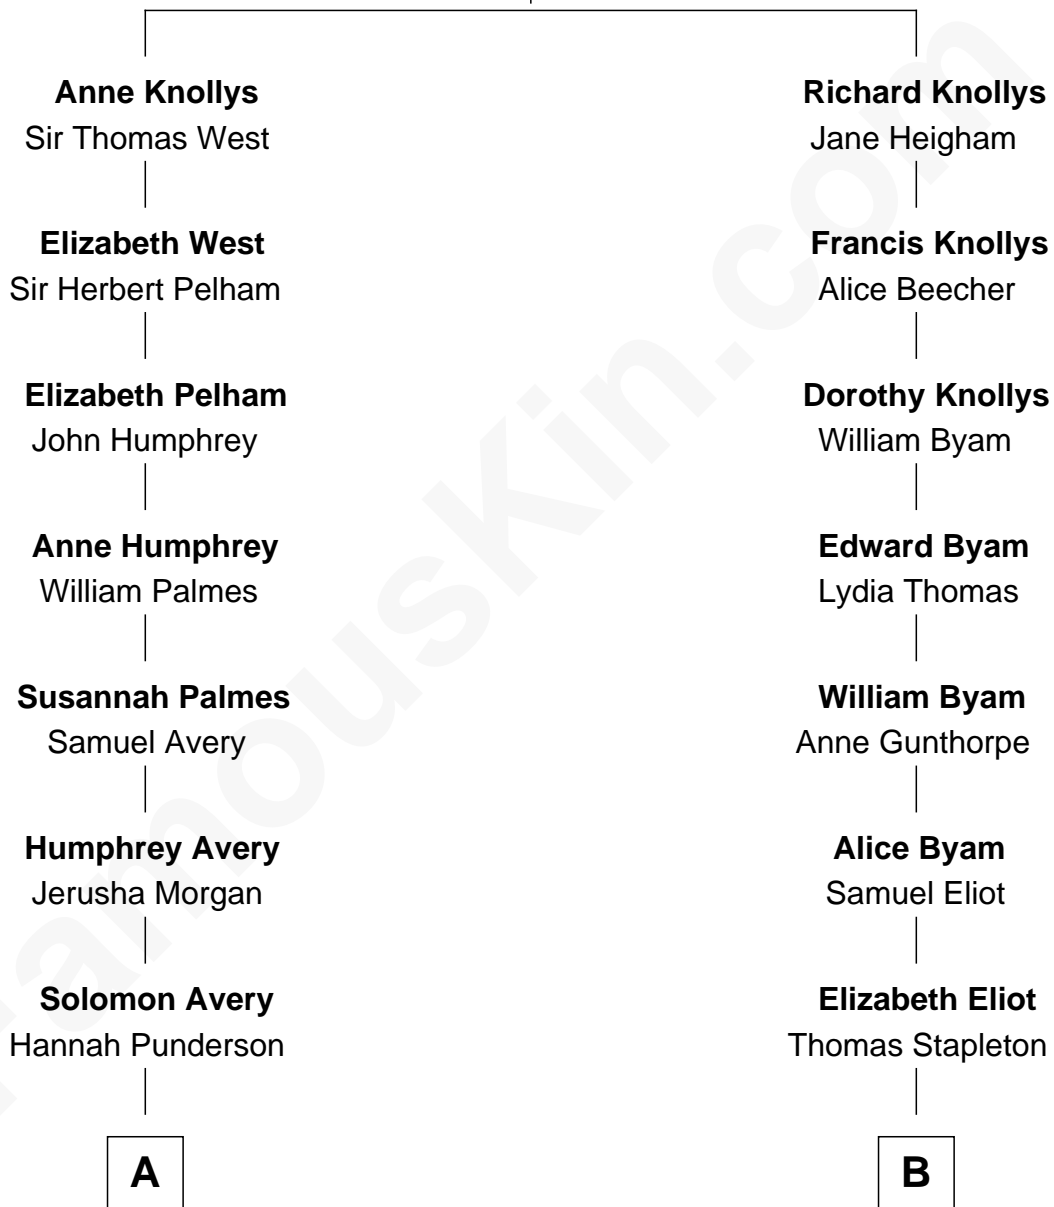 Anne Knollys
Sir Thomas West
Richard Knollys
Jane Heigham
Elizabeth West
Sir Herbert Pelham
Francis Knollys
Alice Beecher
Elizabeth Pelham
John Humphrey
Dorothy Knollys
William Byam
Anne Humphrey
William Palmes
Edward Byam
Lydia Thomas
Susannah Palmes
Samuel Avery
William Byam
Anne Gunthorpe
Humphrey Avery
Jerusha Morgan
Alice Byam
Samuel Eliot
Solomon Avery
Hannah Punderson
Elizabeth Eliot
Thomas Stapleton
A
B
FamousKin.com